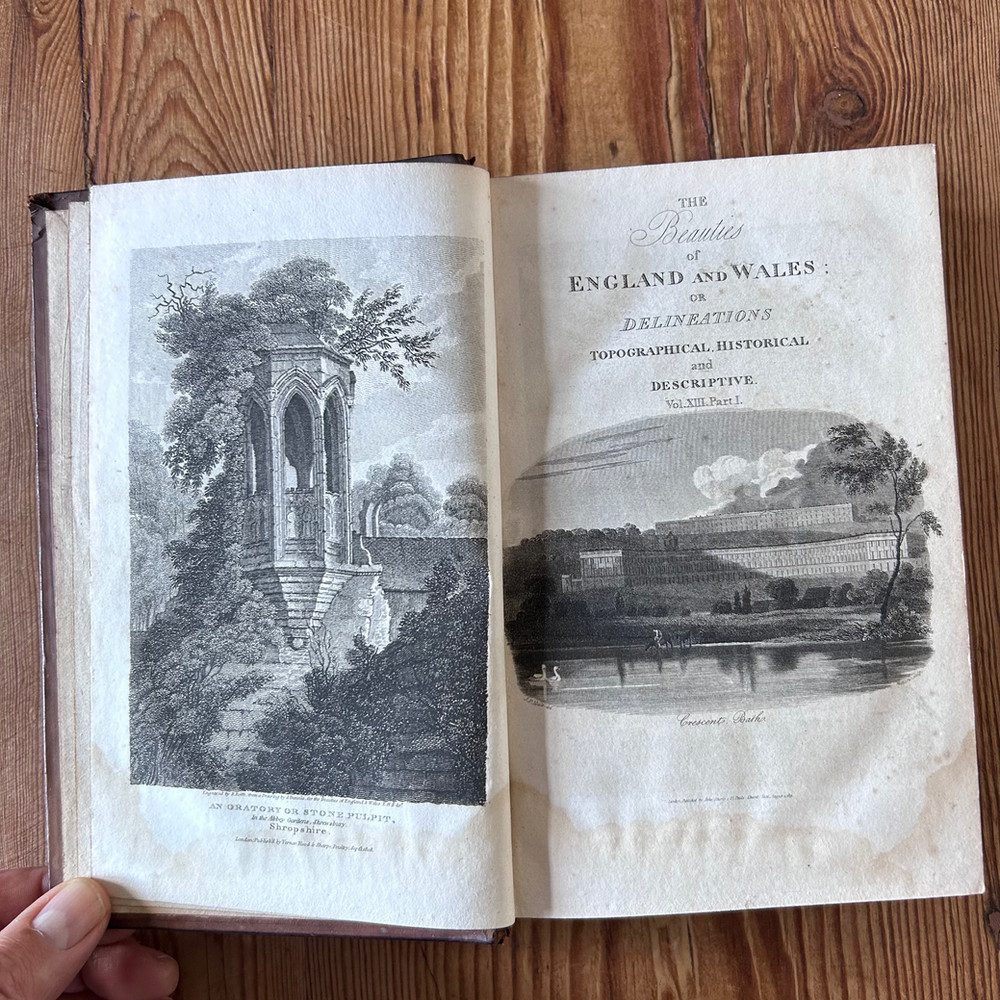 AN ORATORY OR STONE PULPIT,
In the Abbey Gardens, Shrewsbury.
Shropshire.
THE
Beauties
of
ENGLAND AND WALES:
OR
DELINEATIONS
TOPOGRAPHICAL, HISTORICAL
and
DESCRIPTIVE.
Vol. XIII. Part I.
Crescent, Bath.